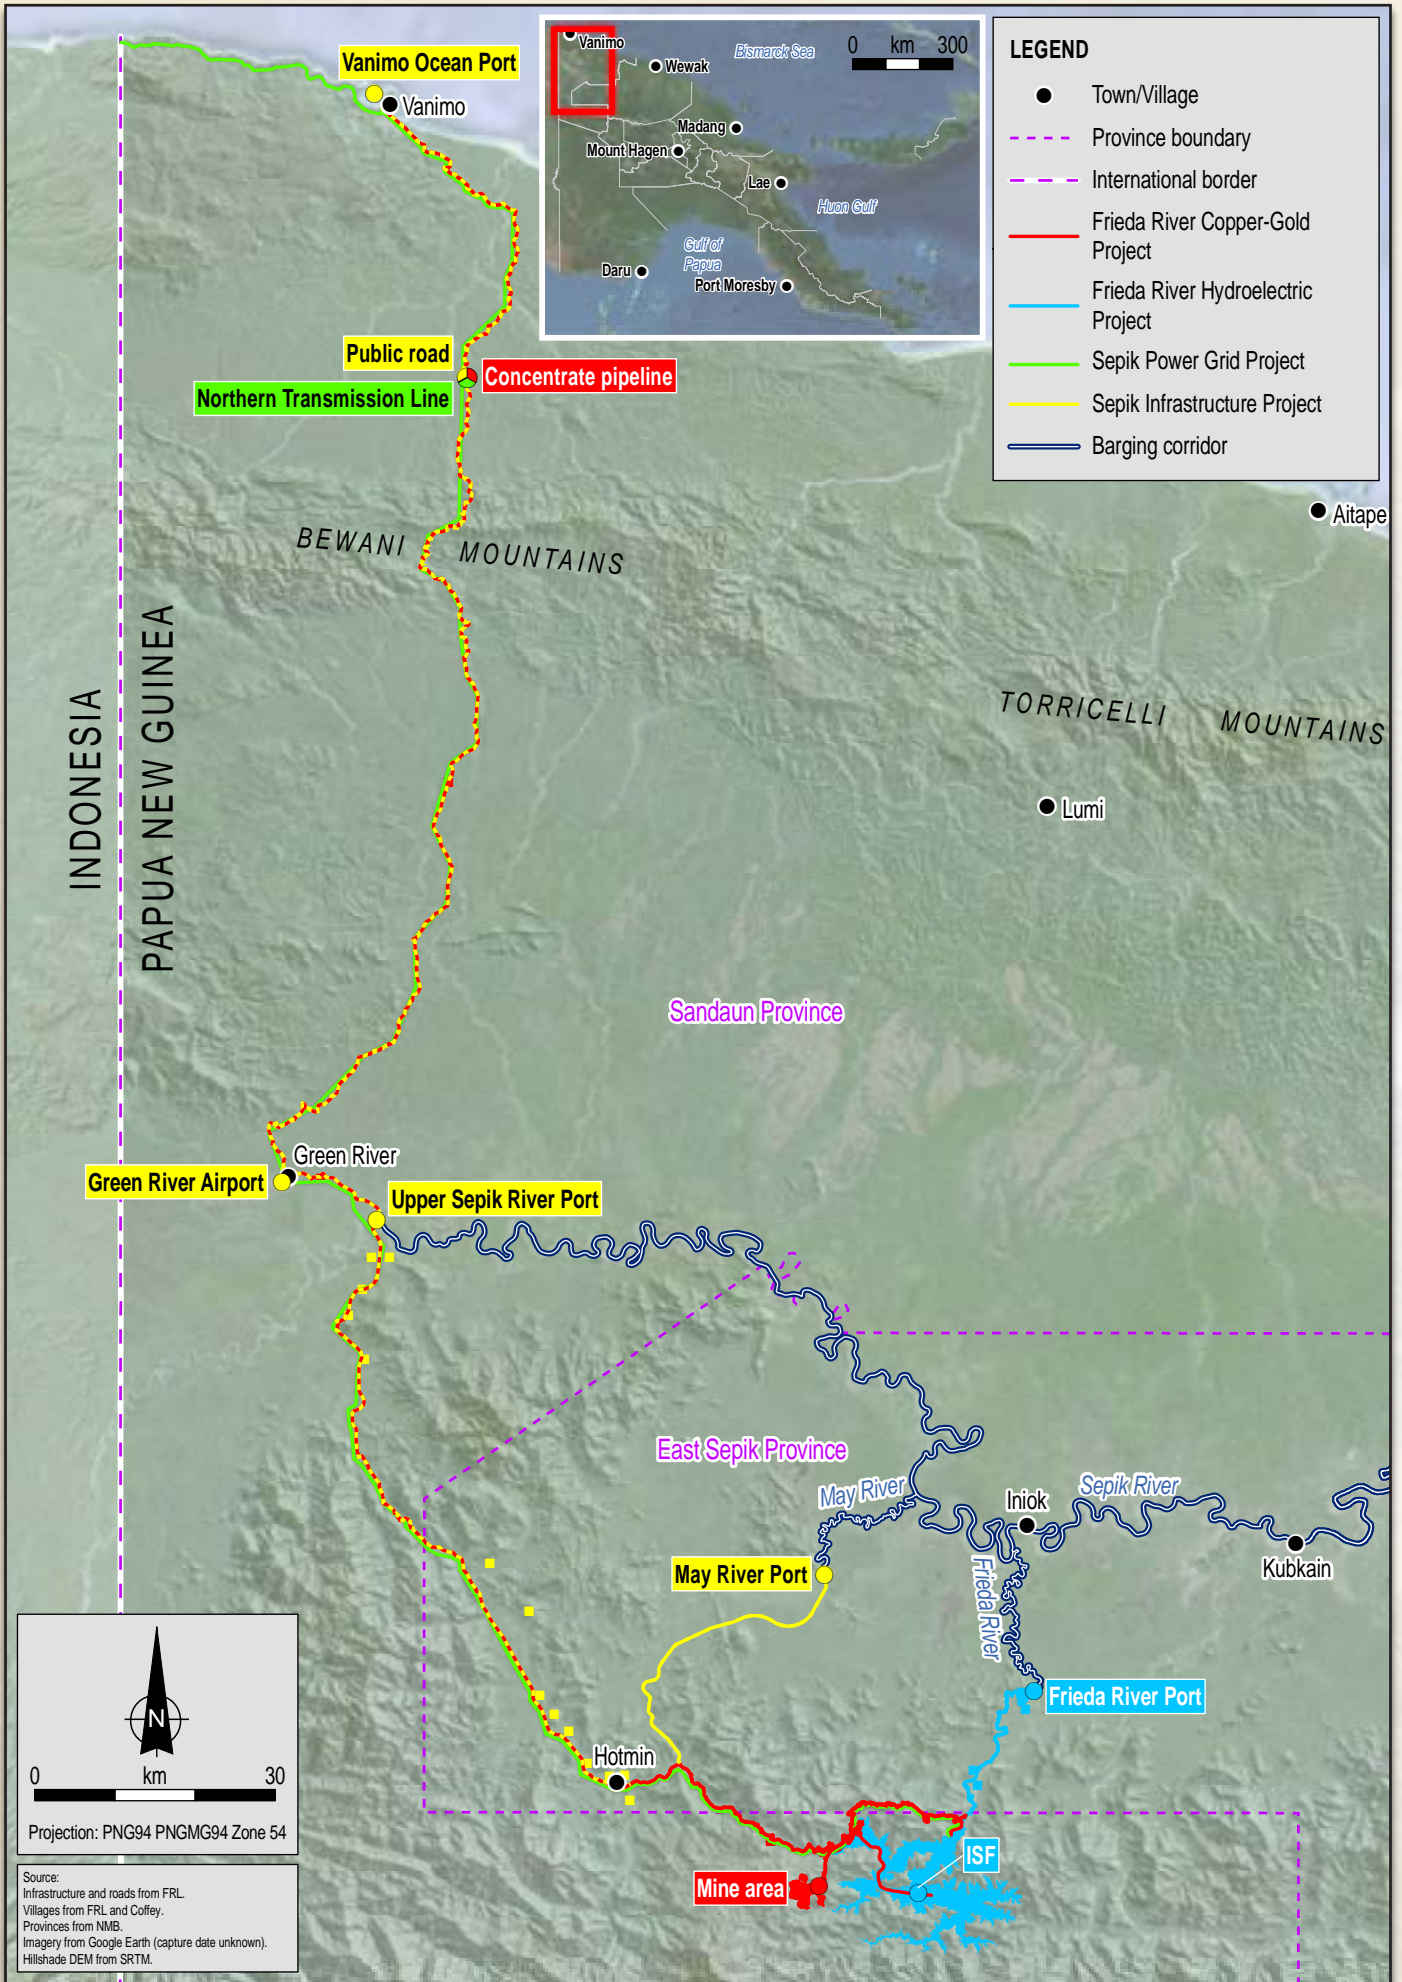 Vanimo Ocean Port
Vanimo
Vanimo
Wewak
Bismarck Sea
0 km 300
Madang
Mount Hagen
Lae
Huon Gulf
Gulf of
Papua
Daru
Port Moresby
LEGEND
Town/Village
Province boundary
International border
Frieda River Copper-Gold
Project
Frieda River Hydroelectric
Project
Sepik Power Grid Project
Sepik Infrastructure Project
Barging corridor
Public road
Concentrate pipeline
Northern Transmission Line
Aitape
BEWANI MOUNTAINS
TORRICELLI MOUNTAINS
INDONESIA
PAPUA NEW GUINEA
Lumi
Sandaun Province
Green River
Green River Airport
Upper Sepik River Port
East Sepik Province
May River
Iniok
Sepik River
Kubkain
May River Port
Frieda River
Frieda River Port
Hotmin
ISF
Mine area
N
0 km 30
Projection: PNG94 PNGMG94 Zone 54
Source:
Infrastructure and roads from FRL.
Villages from FRL and Coffey.
Provinces from NMB.
Imagery from Google Earth (capture date unknown).
Hillshade DEM from SRTM.